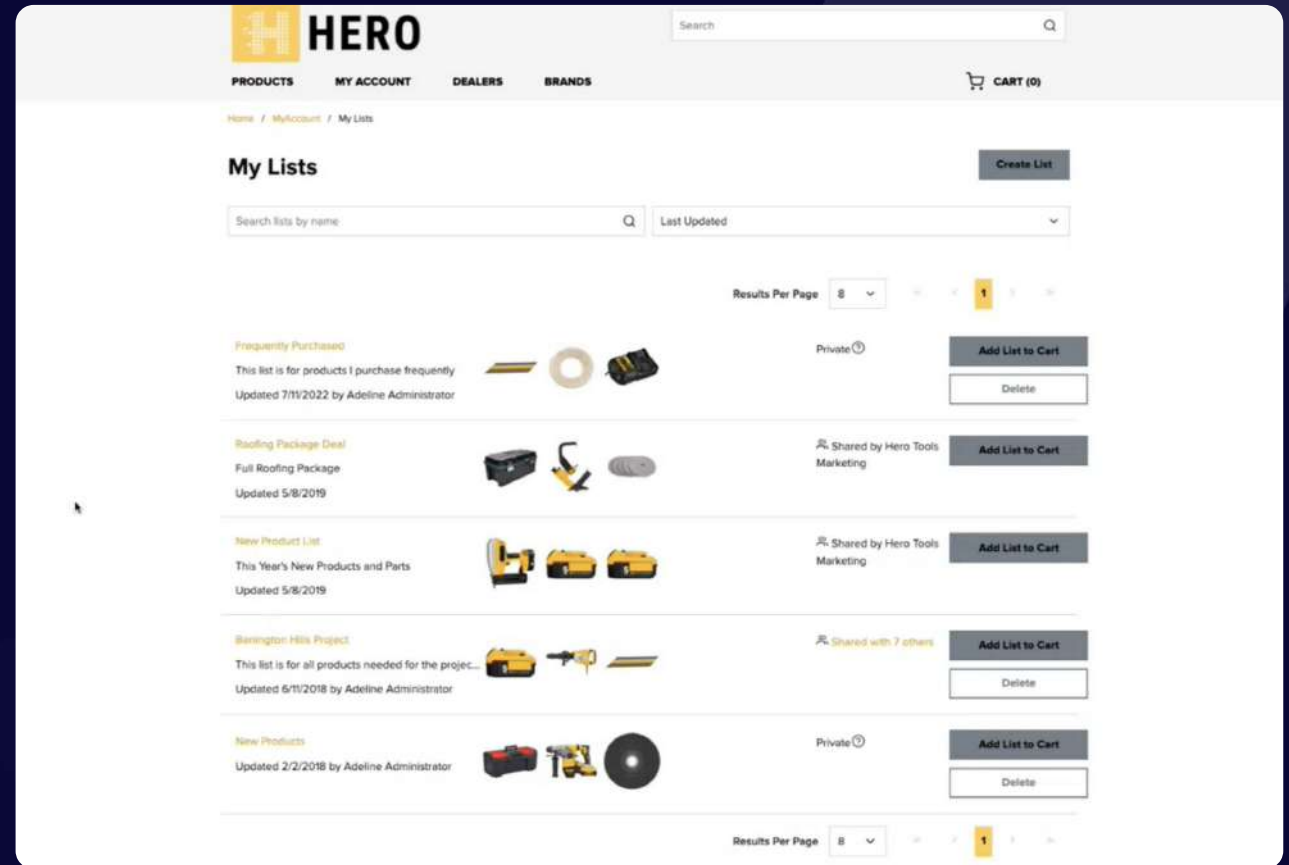 HERO
Search
PRODUCTS MY ACCOUNT DEALERS BRANDS CART (0)
Home / MyAccount / My Lists
My Lists
Create List
Search lists by name
Last Updated
Results Per Page 8 1
Frequently Purchased
This list is for products I purchase frequently
Updated 7/11/2022 by Adeline Administrator
Private
Add List to Cart
Delete
Roofing Package Deal
Full Roofing Package
Updated 5/8/2019
Shared by Hero Tools
Marketing
Add List to Cart
New Product List
This Year's New Products and Parts
Updated 5/8/2019
Shared by Hero Tools
Marketing
Add List to Cart
Hills Project
This list is for all products needed for the projec...
Updated 6/11/2018 by Adeline Administrator
Shared with 7 others
Add List to Cart
Delete
New Products
Updated 2/2/2018 by Adeline Administrator
Private
Add List to Cart
Delete
Results Per Page 8 1